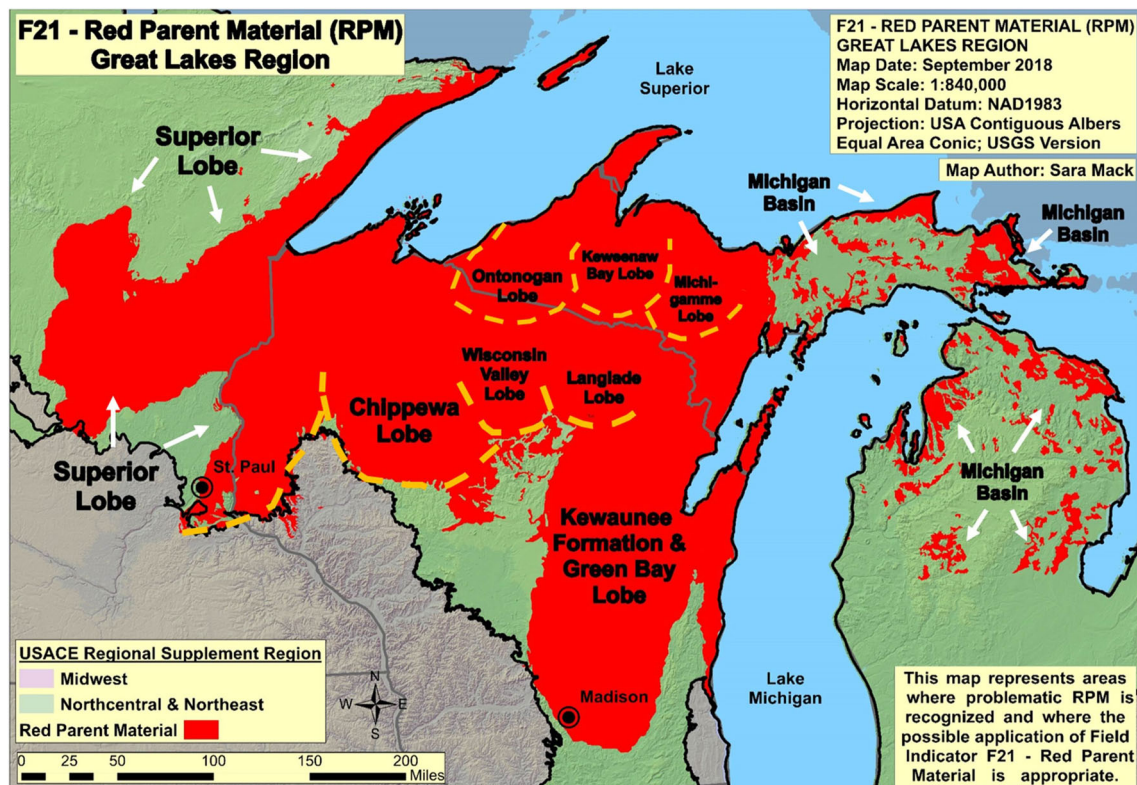 F21 - Red Parent Material (RPM)
Great Lakes Region
F21 - RED PARENT MATERIAL (RPM)
GREAT LAKES REGION
Map Date: September 2018
Map Scale: 1:840,000
Horizontal Datum: NAD1983
Projection: USA Contiguous Albers
Equal Area Conic; USGS Version
Map Author: Sara Mack
Lake
Superior
Superior
Lobe
Michigan
Basin
Michigan
Basin
Keweenaw
Bay Lobe
Ontonogan
Lobe
Michi-
gamme
Lobe
Wisconsin
Valley
Lobe
Langlade
Lobe
Chippewa
Lobe
Superior
Lobe
St. Paul
Michigan
Basin
Kewaunee
Formation &
Green Bay
Lobe
Madison
Lake
Michigan
USACE Regional Supplement Region
Midwest
Northcentral & Northeast
Red Parent Material
N
W E
S
0 25 50 100 150 200
Miles
This map represents areas
where problematic RPM is
recognized and where the
possible application of Field
Indicator F21 - Red Parent
Material is appropriate.